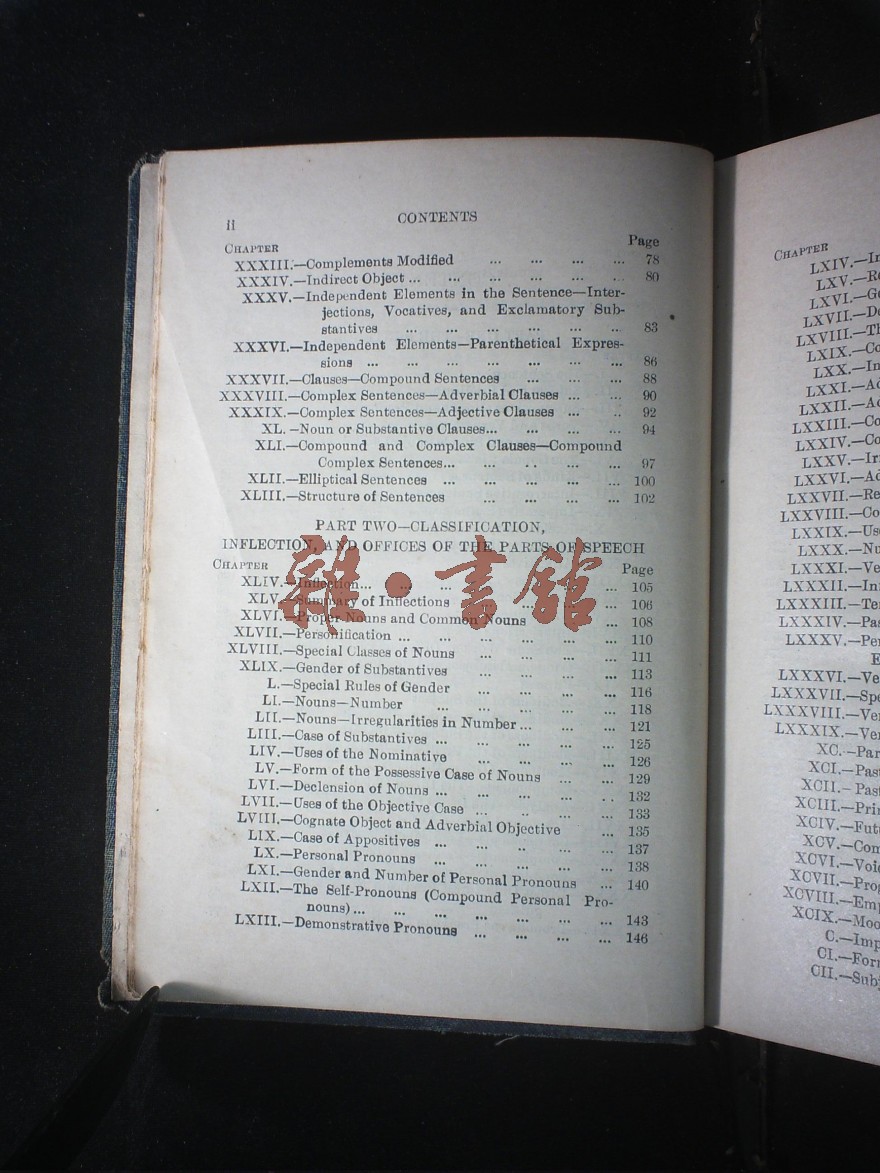 ii CONTENTS
CHAPTER Page
XXXIII.—Complements Modified ... ... ... ... 78
XXXIV.—Indirect Object ... ... ... ... ... ... 80
XXXV.—Independent Elements in the Sentence—Inter-
jections, Vocatives, and Exclamatory Sub-
stantives ... ... ... ... ... ... 83
XXXVI.—Independent Elements—Parenthetical Expres-
sions ... ... ... ... ... ... ... 86
XXXVII.—Clauses—Compound Sentences ... ... ... 88
XXXVIII.—Complex Sentences—Adverbial Clauses ... ... 90
XXXIX.—Complex Sentences—Adjective Clauses ... .. 92
XL.—Noun or Substantive Clauses... ... ... ... 94
XLI.—Compound and Complex Clauses—Compound
Complex Sentences... ... .. ... ... 97
XLII.—Elliptical Sentences ... ... ... ... ... 100
XLIII.—Structure of Sentences ... ... ... ... 102
PART TWO—CLASSIFICATION,
INFLECTION, AND OFFICES OF THE PARTS OF SPEECH
CHAPTER Page
XLIV.—Inflection... ... ... ... ... ... ... 105
XLV.—Summary of Inflections ... ... ... ... 106
XLVI.—Proper Nouns and Common Nouns ... ... 108
XLVII.—Personification ... ... ... ... ... ... 110
XLVIII.—Special Classes of Nouns ... ... ... ... 111
XLIX.—Gender of Substantives ... ... ... ... 113
L.—Special Rules of Gender ... ... ... ... 116
LI.—Nouns—Number ... ... ... ... ... 118
LII.—Nouns—Irregularities in Number ... ... ... 121
LIII.—Case of Substantives ... ... ... ... ... 125
LIV.—Uses of the Nominative ... ... ... ... 126
LV.—Form of the Possessive Case of Nouns ... ... 129
LVI.—Declension of Nouns ... ... ... ... .. 132
LVII.—Uses of the Objective Case ... .. ... ... 133
LVIII.—Cognate Object and Adverbial Objective ... 135
LIX.—Case of Appositives ... ... .. ... ... 137
LX.—Personal Pronouns ... ... ... ... 138
LXI.—Gender and Number of Personal Pronouns ... 140
LXII.—The Self-Pronouns (Compound Personal Pro-
nouns)... ... ... ... ... ... ... 143
LXIII.—Demonstrative Pronouns ... ... ... ... 146
雜·書館
CHAPTER
LXIV.—
LXV.—
LXVI.—
LXVII.—
LXVIII.—
LXIX.—
LXX.—
LXXI.—
LXXII.—
LXXIII.—
LXXIV.—
LXXV.—
LXXVI.—
LXXVII.—
LXXVIII.—
LXXIX.—
LXXX.—
LXXXI.—
LXXXII.—
LXXXIII.—
LXXXIV.—
LXXXV.—
LXXXVI.—
LXXXVII.—
LXXXVIII.—
LXXXIX.—
XC.—
XCI.—
XCII.—
XCIII.—
XCIV.—
XCV.—
XCVI.—
XCVII.—
XCVIII.—
XCIX.—
C.—
CI.—
CII.—